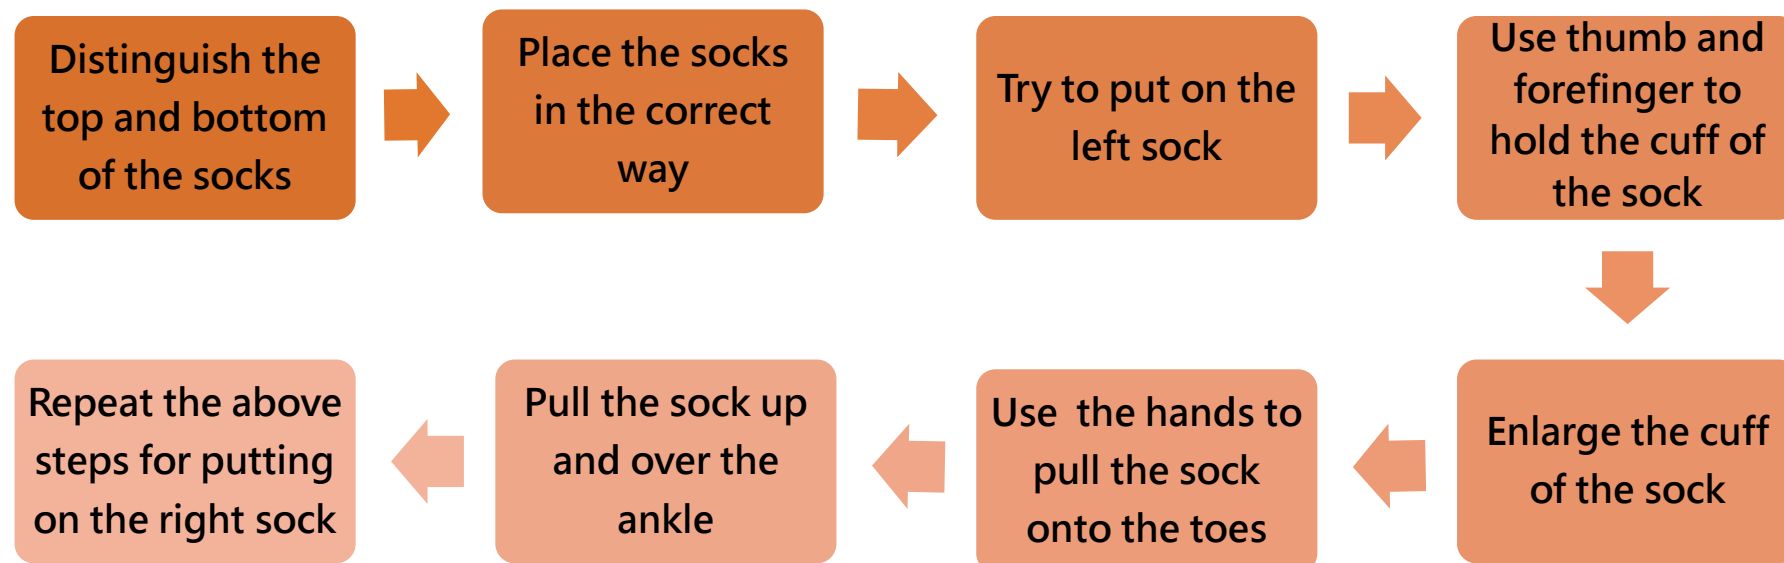 Distinguish the
top and bottom
of the socks
Place the socks
in the correct
way
Try to put on the
left sock
Use thumb and
forefinger to
hold the cuff of
the sock
Enlarge the cuff
of the sock
Use  the hands to
pull the sock
onto the toes
Pull the sock up
and over the
ankle
Repeat the above
steps for putting
on the right sock